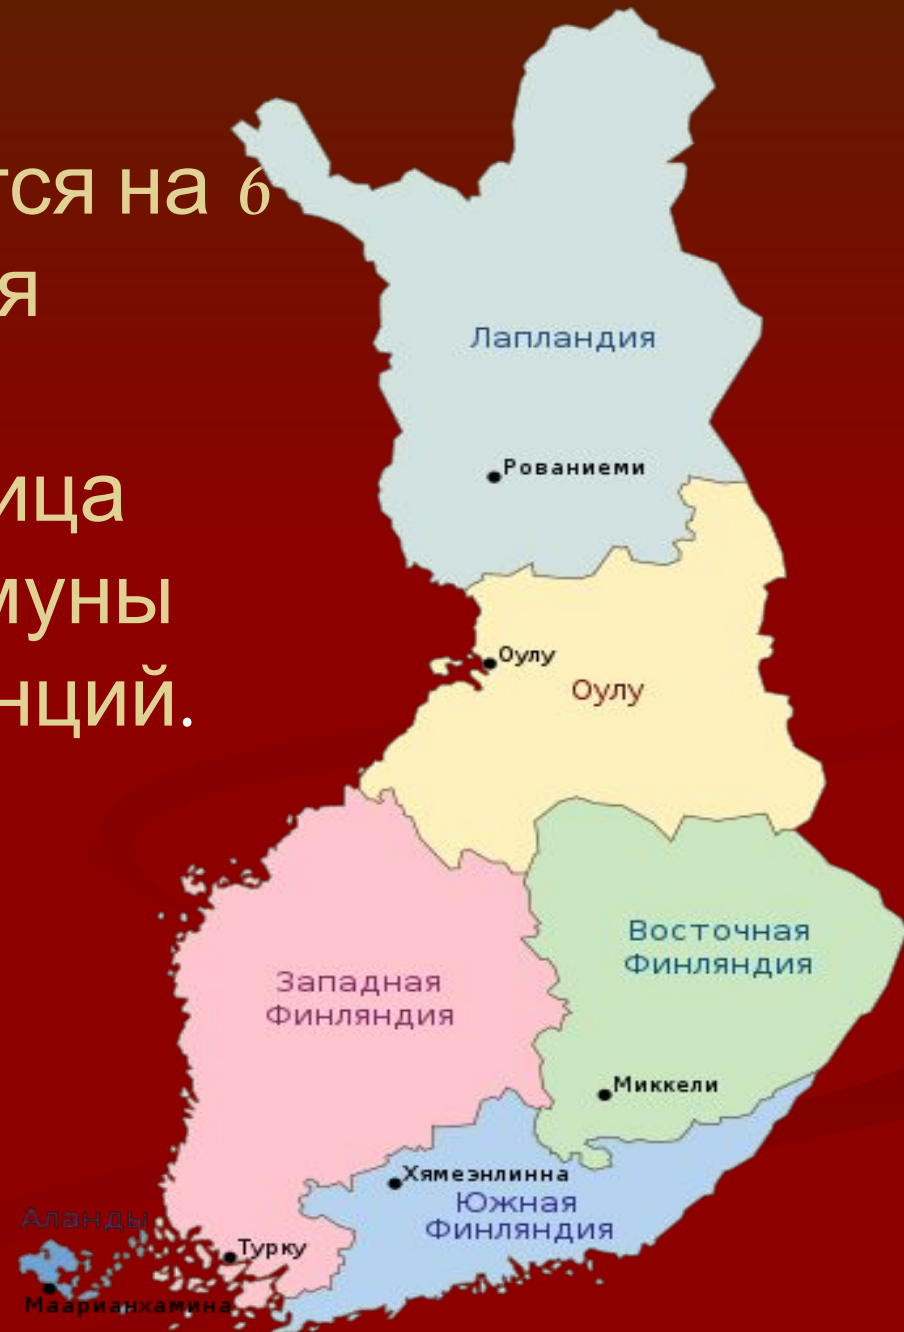 тся на 6
я
ица
муны
нций.
Лапландия
Рованиеми
Оулу
Оулу
Восточная
Финляндия
Западная
Финляндия
Миккели
Хямеэнлинна
Южная
Финляндия
Аланды
Турку
Маарианхамина